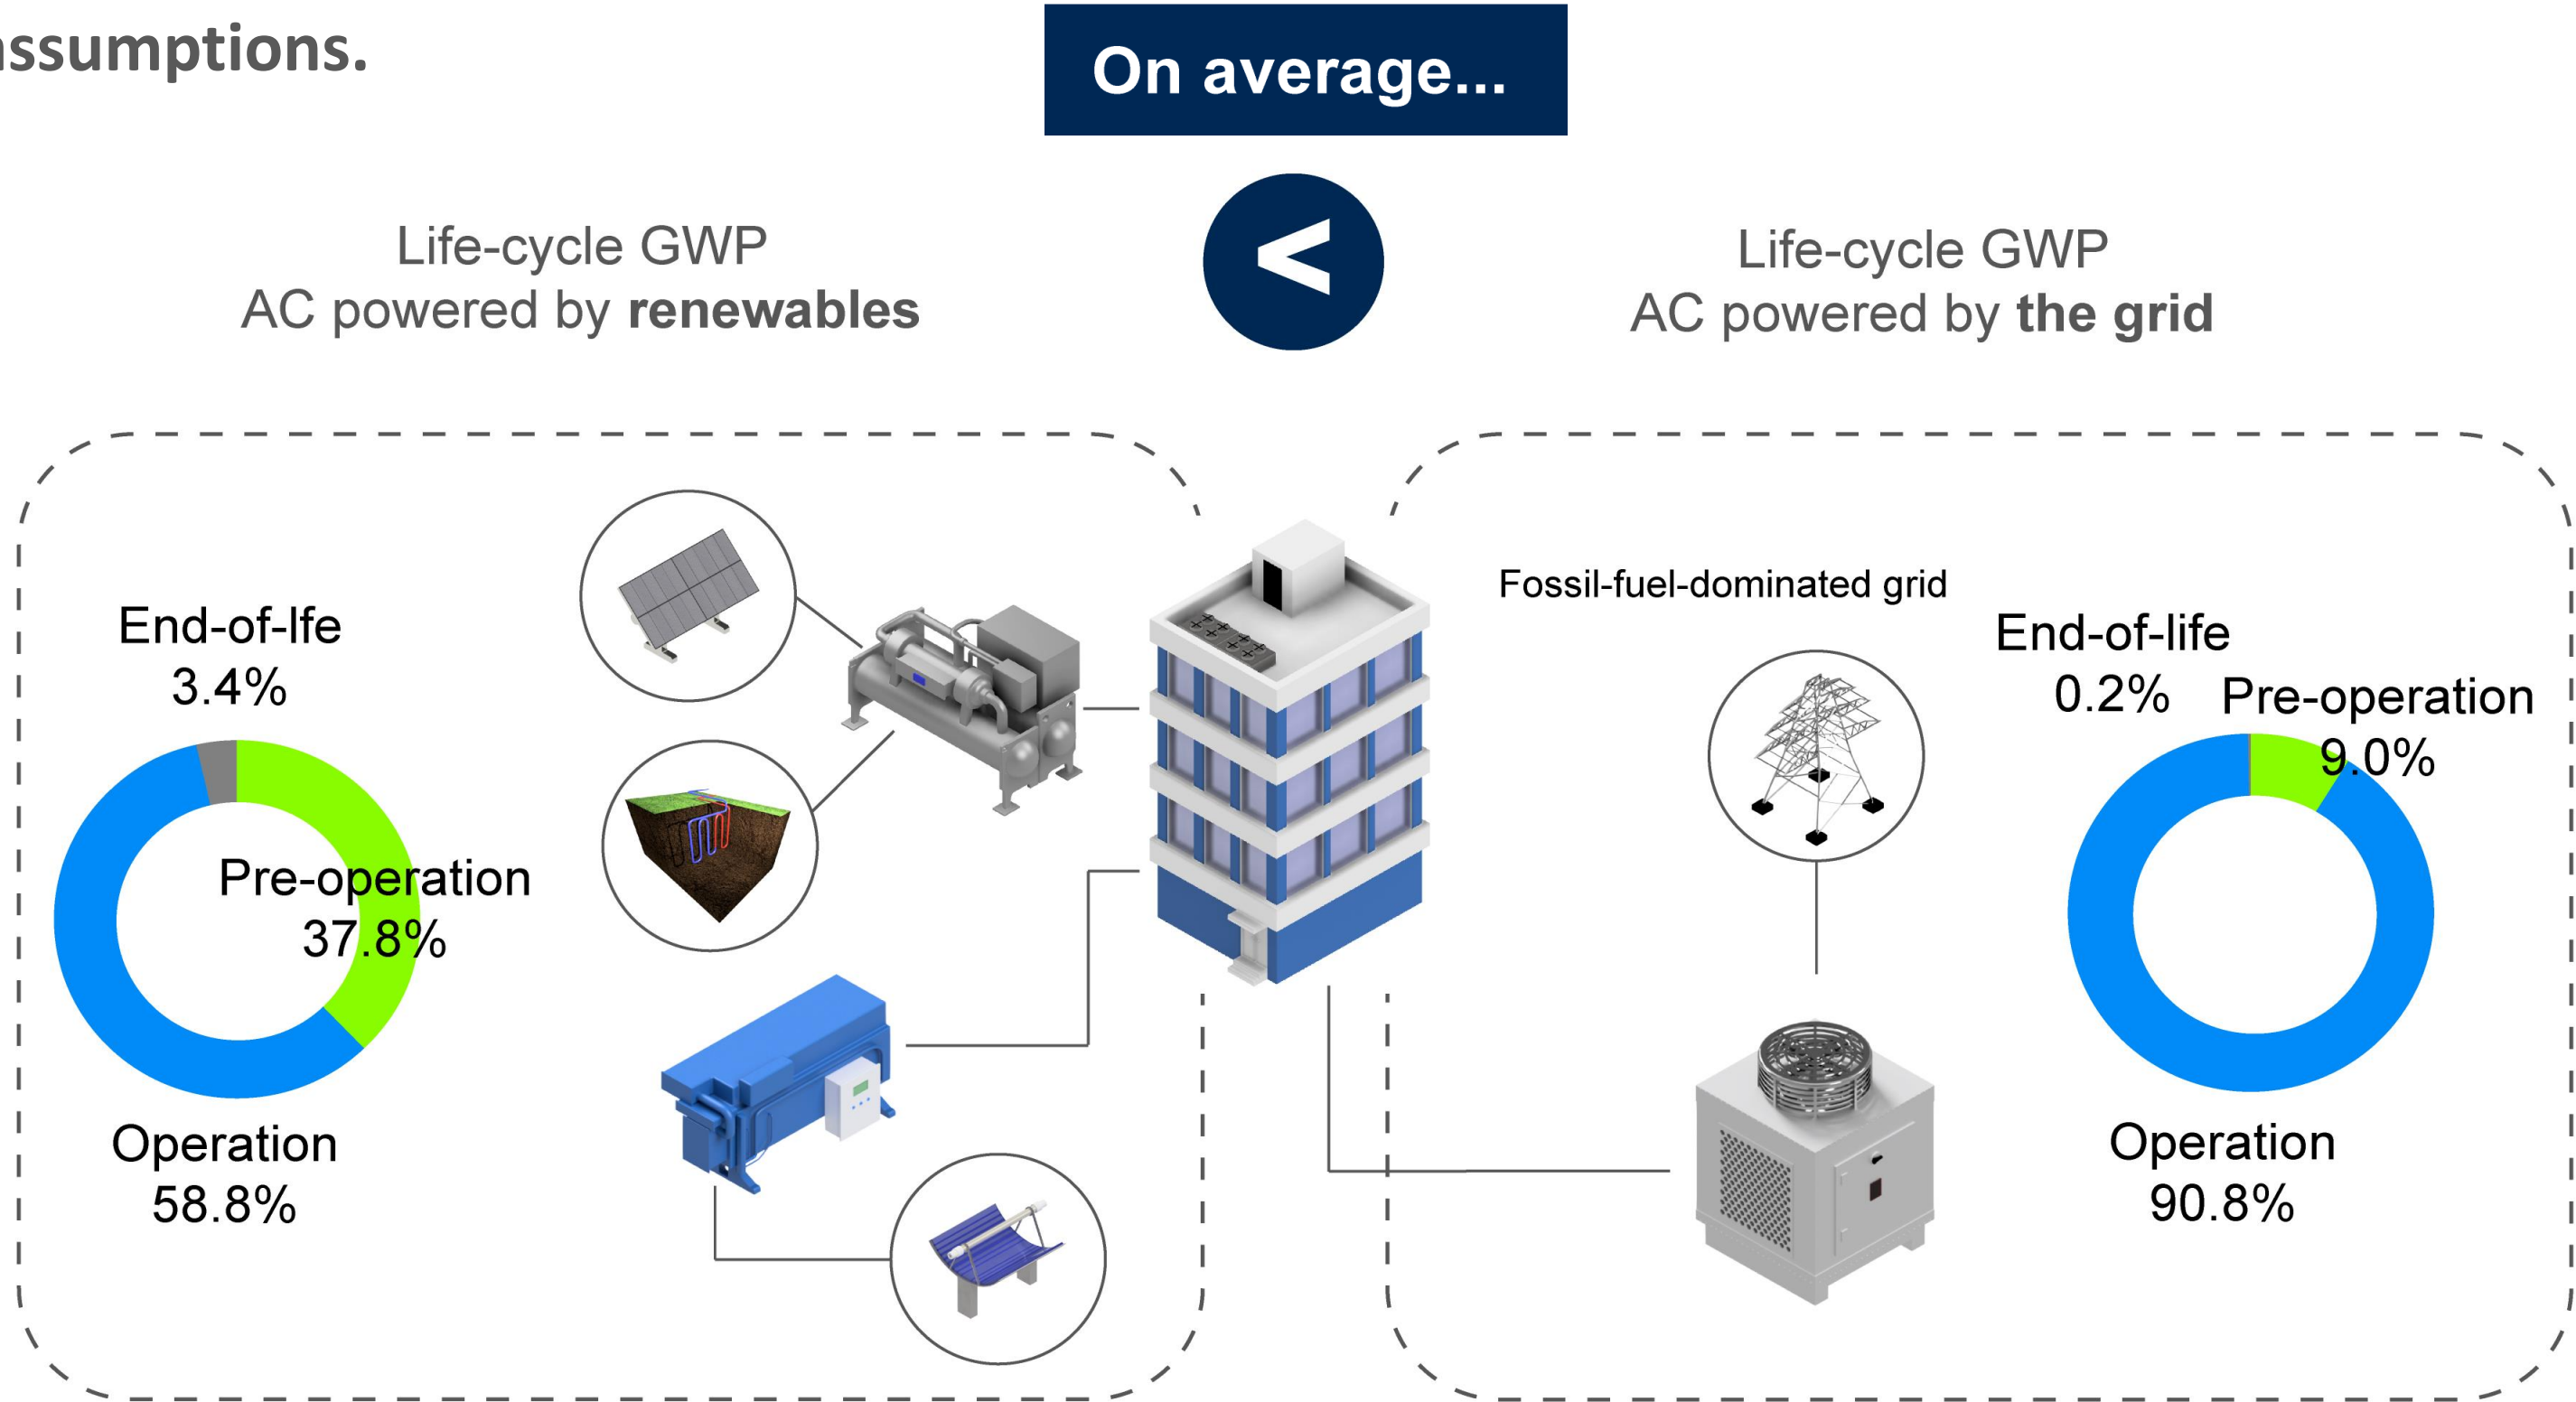 assumptions.
On average...
<
Life-cycle GWP
AC powered by renewables
Life-cycle GWP
AC powered by the grid
End-of-lfe
3.4%
Pre-operation
37.8%
Operation
58.8%
Fossil-fuel-dominated grid
End-of-life
0.2%
Pre-operation
9.0%
Operation
90.8%